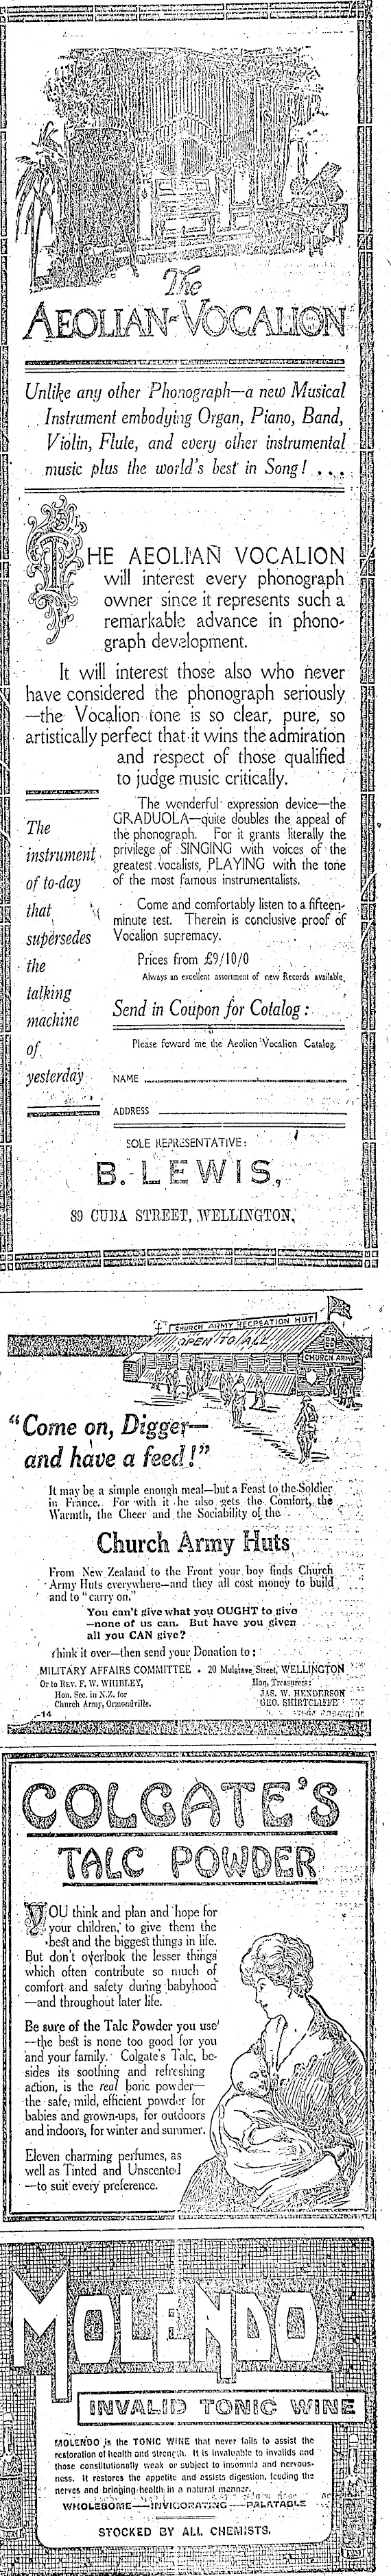 The
AEOLIAN-VOCALION
Unlike any other Phonograph—a new Musical
Instrument embodying Organ, Piano, Band,
Violin, Flute, and every other instrumental
music plus the world's best in Song! . . .
THE AEOLIAN VOCALION
will interest every phonograph
owner since it represents such a
remarkable advance in phono-
graph development.
It will interest those also who never
have considered the phonograph seriously
—the Vocalion tone is so clear, pure, so
artistically perfect that it wins the admiration
and respect of those qualified
to judge music critically.
The
instrument
of to-day
that
supersedes
the
talking
machine
of
yesterday
The wonderful expression device—the
GRADUOLA—quite doubles the appeal of
the phonograph. For it grants literally the
privilege of SINGING with voices of the
greatest vocalists, PLAYING with the tone
of the most famous instrumentalists.
Come and comfortably listen to a fifteen-
minute test. Therein is conclusive proof of
Vocalion supremacy.
Prices from £9/10/0
Always an excellent assortment of new Records available.
Send in Coupon for Cotalog:
Please foward me the Aeolion Vocalion Catalog.
NAME
ADDRESS
SOLE REPRESENTATIVE:
B. LEWIS,
89 CUBA STREET, WELLINGTON.
CHURCH ARMY RECREATION HUT
OPEN TO ALL
CHURCH ARMY
"Come on, Digger—
and have a feed!"
It may be a simple enough meal—but a Feast to the Soldier
in France. For with it he also gets the Comfort, the
Warmth, the Cheer and the Sociability of the
Church Army Huts
From New Zealand to the Front your boy finds Church
Army Huts everywhere—and they all cost money to build
and to "carry on."
You can't give what you OUGHT to give
—none of us can. But have you given
all you CAN give?
Think it over—then send your Donation to:
MILITARY AFFAIRS COMMITTEE • 20 Mulgrave Street, WELLINGTON
Or to REV. F. W. WHIBLEY,
Hon. Sec. in N.Z. for
Church Army, Ormondville.
Hon. Treasurers:
JAS. W. HENDERSON
GEO. SHIRTCLIFFE
-14
COLGATE'S
TALC POWDER
YOU think and plan and hope for
your children, to give them the
best and the biggest things in life.
But don't overlook the lesser things
which often contribute so much of
comfort and safety during babyhood
—and throughout later life.
Be sure of the Talc Powder you use
—the best is none too good for you
and your family. Colgate's Talc, be-
sides its soothing and refreshing
action, is the real boric powder—
the safe, mild, efficient powder for
babies and grown-ups, for outdoors
and indoors, for winter and summer.
Eleven charming perfumes, as
well as Tinted and Unscented
—to suit every preference.
MOLENDO
INVALID TONIC WINE
MOLENDO is the TONIC WINE that never fails to assist the
restoration of health and strength. It is invaluable to invalids and
those constitutionally weak or subject to insomnia and nervous-
ness. It restores the appetite and assists digestion, feeding the
nerves and bringing health in a natural manner.
WHOLESOME—INVIGORATING—PALATABLE
STOCKED BY ALL CHEMISTS.